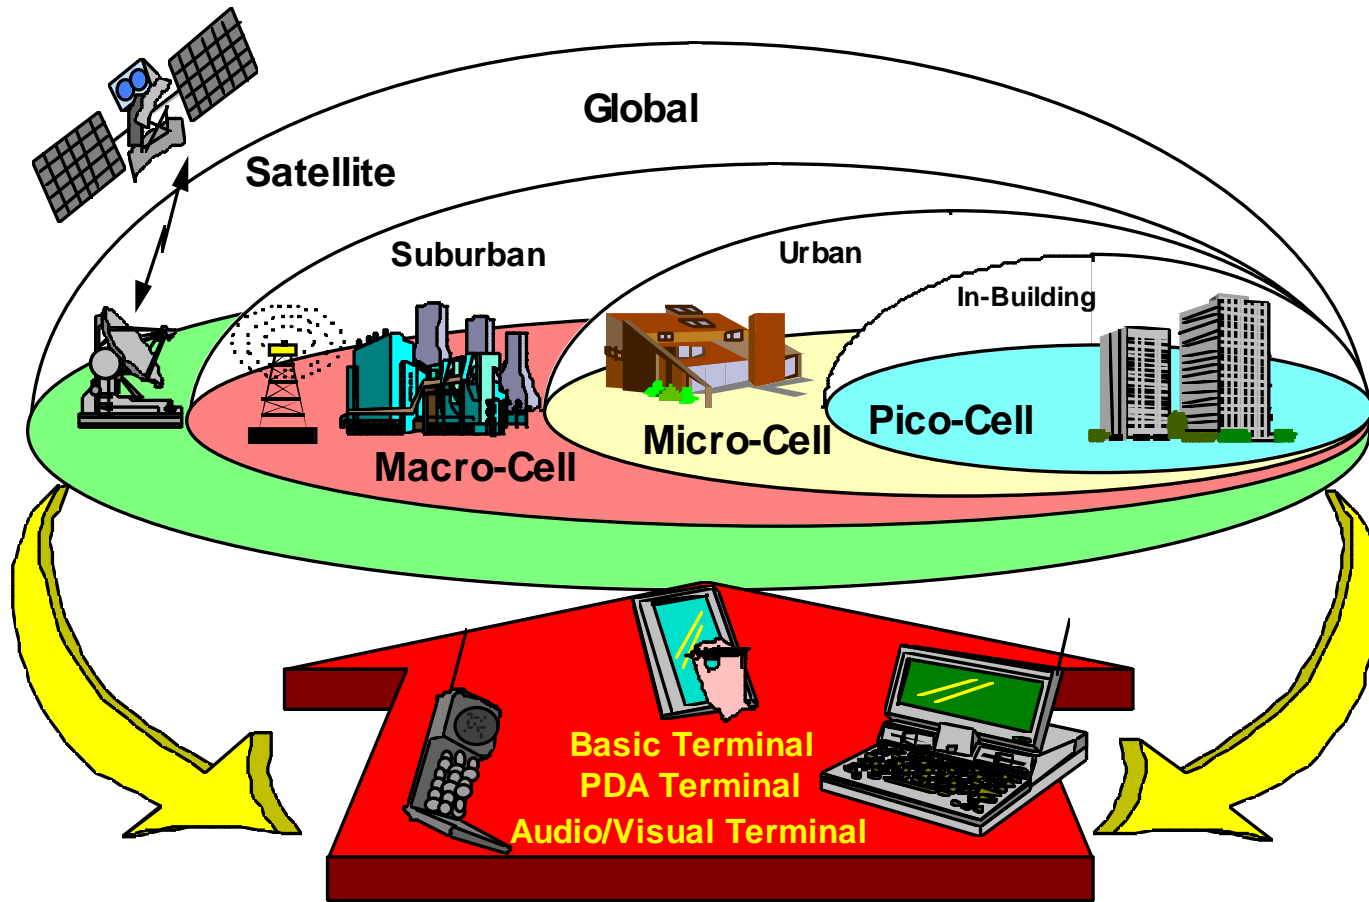 Global
Satellite
Suburban
Urban
In-Building
Macro-Cell
Micro-Cell
Pico-Cell
Basic Terminal
PDA Terminal
Audio/Visual Terminal